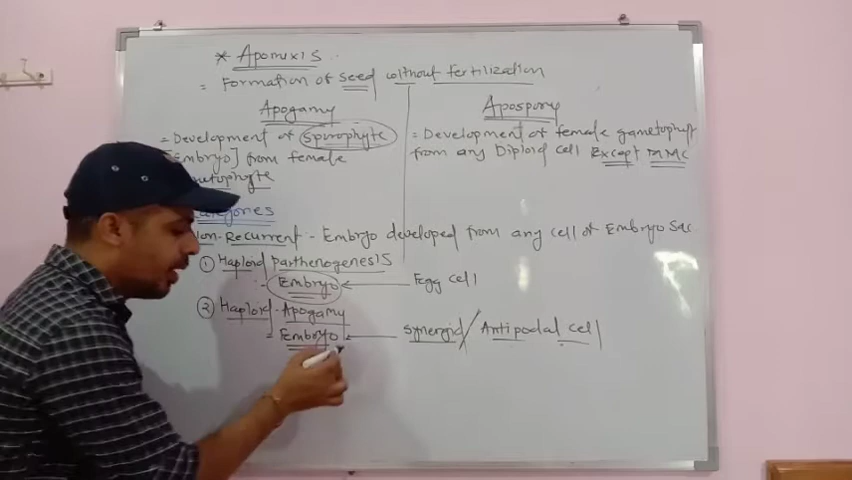 * Apomixis
= Formation of seed without fertilization
Apogamy
= Development of sporophyte
[Embryo] from female
Apospory
= Development of female gametophyte
from any Diploid cell Except MMC
Non-Recurrent - Embryo developed from any cell of Embryo Sac
① Haploid parthenogenesis
- Embryo ← Egg cell
② Haploid-Apogamy
= Embryo ← synergid / Antipodal cell